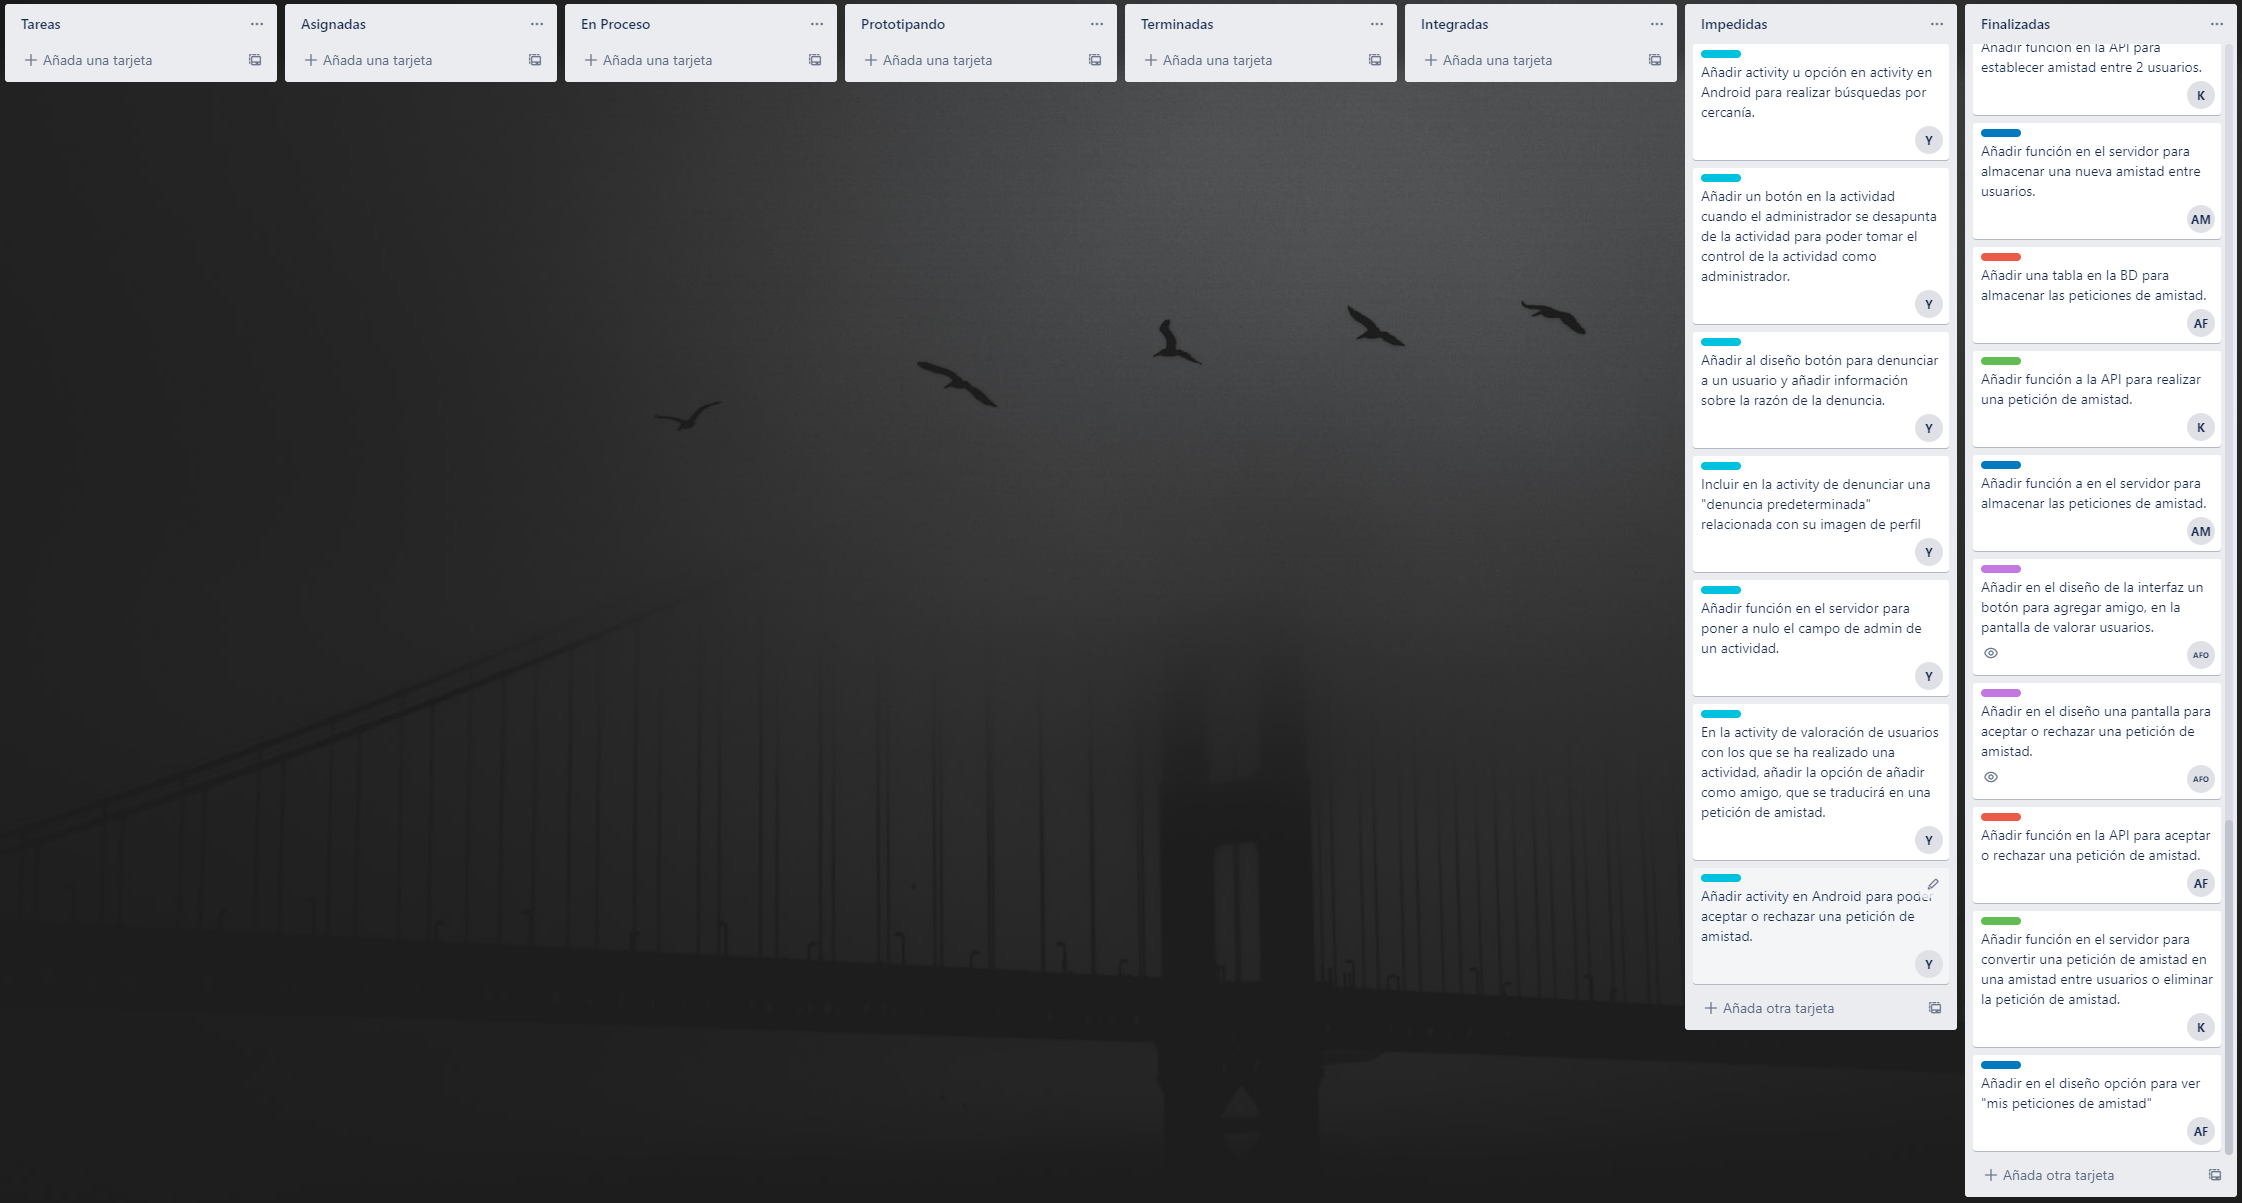 Tareas
Añada una tarjeta
Asignadas
Añada una tarjeta
En Proceso
Añada una tarjeta
Prototipando
Añada una tarjeta
Terminadas
Añada una tarjeta
Integradas
Añada una tarjeta
Impedidas
Añadir activity u opción en activity en
Android para realizar búsquedas por
cercanía.
Y
Añadir un botón en la actividad
cuando el administrador se desapunta
de la actividad para poder tomar el
control de la actividad como
administrador.
Y
Añadir al diseño botón para denunciar
a un usuario y añadir información
sobre la razón de la denuncia.
Y
Incluir en la activity de denunciar una
"denuncia predeterminada"
relacionada con su imagen de perfil
Y
Añadir función en el servidor para
poner a nulo el campo de admin de
un actividad.
Y
En la activity de valoración de usuarios
con los que se ha realizado una
actividad, añadir la opción de añadir
como amigo, que se traducirá en una
petición de amistad.
Y
Añadir activity en Android para poder
aceptar o rechazar una petición de
amistad.
Y
Añada otra tarjeta
Finalizadas
Añadir función en la API para
establecer amistad entre 2 usuarios.
K
Añadir función en el servidor para
almacenar una nueva amistad entre
usuarios.
AM
Añadir una tabla en la BD para
almacenar las peticiones de amistad.
AF
Añadir función a la API para realizar
una petición de amistad.
K
Añadir función a en el servidor para
almacenar las peticiones de amistad.
AM
Añadir en el diseño de la interfaz un
botón para agregar amigo, en la
pantalla de valorar usuarios.
AFO
Añadir en el diseño una pantalla para
aceptar o rechazar una petición de
amistad.
AFO
Añadir función en la API para aceptar
o rechazar una petición de amistad.
AF
Añadir función en el servidor para
convertir una petición de amistad en
una amistad entre usuarios o eliminar
la petición de amistad.
K
Añadir en el diseño opción para ver
"mis peticiones de amistad"
AF
Añada otra tarjeta